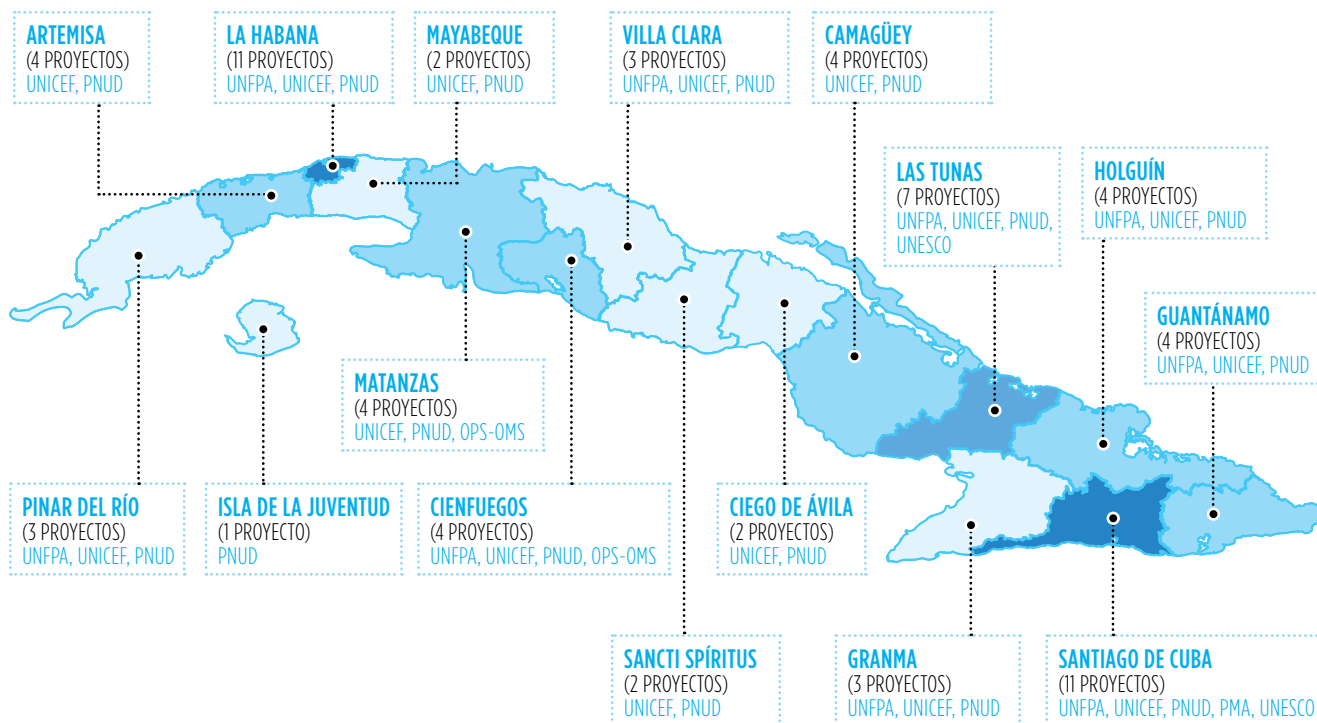 ARTEMISA
(4 PROYECTOS)
UNICEF, PNUD
LA HABANA
(11 PROYECTOS)
UNFPA, UNICEF, PNUD
MAYABEQUE
(2 PROYECTOS)
UNICEF, PNUD
VILLA CLARA
(3 PROYECTOS)
UNFPA, UNICEF, PNUD
CAMAGÜEY
(4 PROYECTOS)
UNICEF, PNUD
LAS TUNAS
(7 PROYECTOS)
UNFPA, UNICEF, PNUD,
UNESCO
HOLGUÍN
(4 PROYECTOS)
UNFPA, UNICEF, PNUD
GUANTÁNAMO
(4 PROYECTOS)
UNFPA, UNICEF, PNUD
MATANZAS
(4 PROYECTOS)
UNICEF, PNUD, OPS-OMS
PINAR DEL RÍO
(3 PROYECTOS)
UNFPA, UNICEF, PNUD
ISLA DE LA JUVENTUD
(1 PROYECTO)
PNUD
CIENFUEGOS
(4 PROYECTOS)
UNFPA, UNICEF, PNUD, OPS-OMS
CIEGO DE ÁVILA
(2 PROYECTOS)
UNICEF, PNUD
SANCTI SPÍRITUS
(2 PROYECTOS)
UNICEF, PNUD
GRANMA
(3 PROYECTOS)
UNFPA, UNICEF, PNUD
SANTIAGO DE CUBA
(11 PROYECTOS)
UNFPA, UNICEF, PNUD, PMA, UNESCO